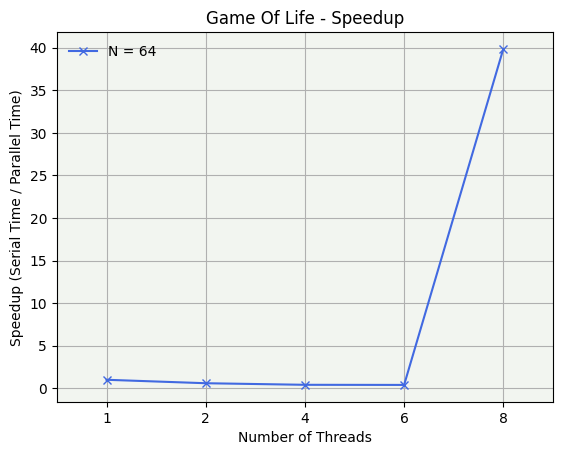 Game Of Life - Speedup
N = 64
Speedup (Serial Time / Parallel Time)
40
35
30
25
20
15
10
5
0
1 2 4 6 8
Number of Threads